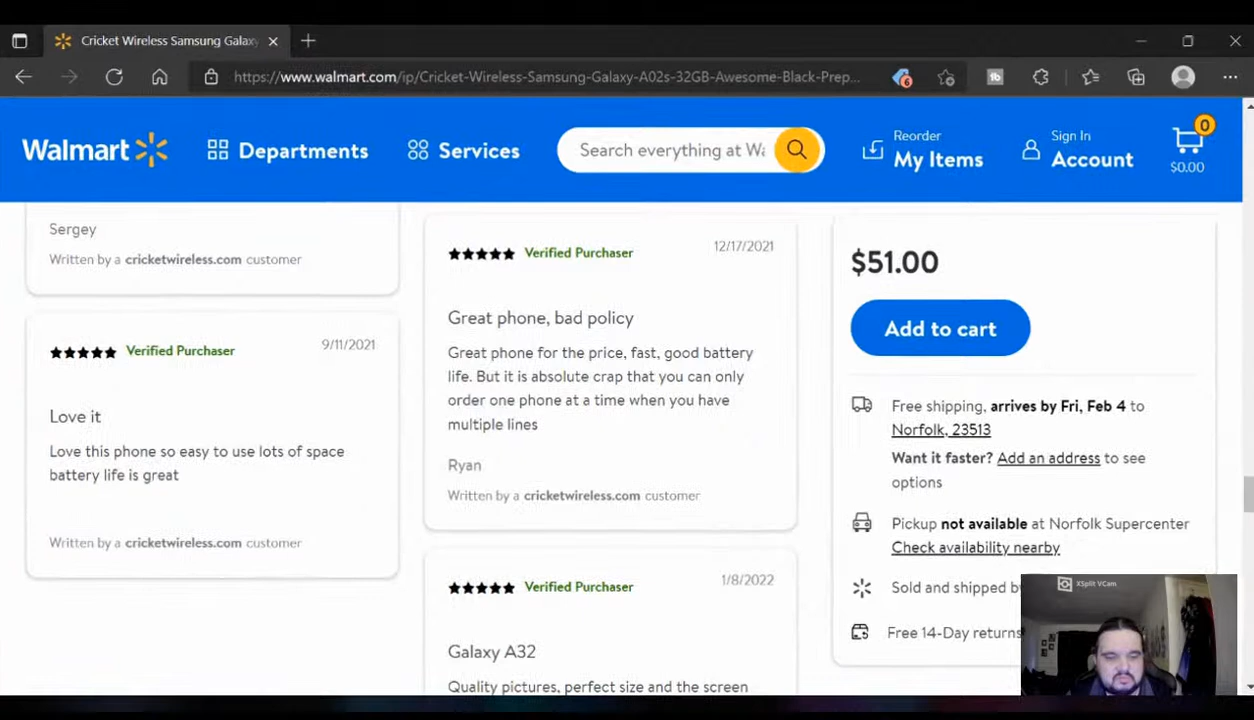 Cricket Wireless Samsung Galaxy
https://www.walmart.com/ip/Cricket-Wireless-Samsung-Galaxy-A02s-32GB-Awesome-Black-Prep...
6
Walmart
Departments
Services
Search everything at Wa
Reorder
My Items
Sign In
Account
0
$0.00
Sergey
Written by a cricketwireless.com customer
Verified Purchaser
9/11/2021
Love it
Love this phone so easy to use lots of space
battery life is great
Written by a cricketwireless.com customer
Verified Purchaser
12/17/2021
Great phone, bad policy
Great phone for the price, fast, good battery
life. But it is absolute crap that you can only
order one phone at a time when you have
multiple lines
Ryan
Written by a cricketwireless.com customer
Verified Purchaser
1/8/2022
Galaxy A32
Quality pictures, perfect size and the screen
$51.00
Add to cart
Free shipping, arrives by Fri, Feb 4 to
Norfolk, 23513
Want it faster? Add an address to see
options
Pickup not available at Norfolk Supercenter
Check availability nearby
Sold and shipped by
Free 14-Day returns
XSplit VCam